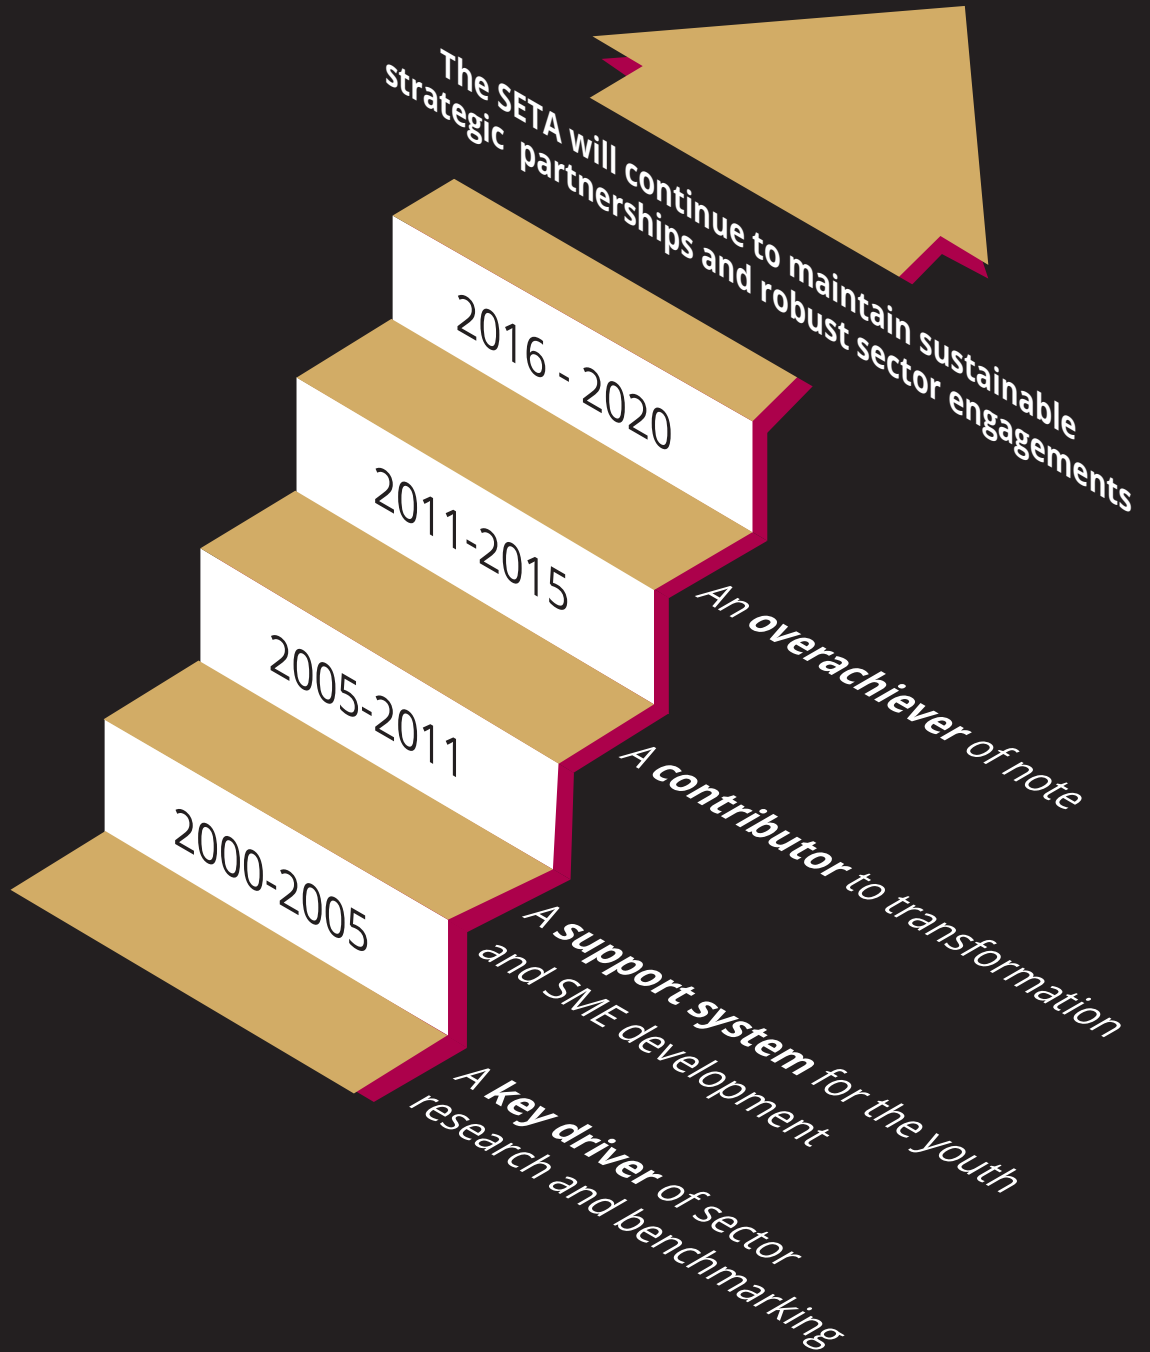 The SETA will continue to maintain sustainable
strategic partnerships and robust sector engagements
2016 - 2020
An overachiever of note
2011-2015
A contributor to transformation
2005-2011
A support system for the youth
and SME development
2000-2005
A key driver of sector
research and benchmarking